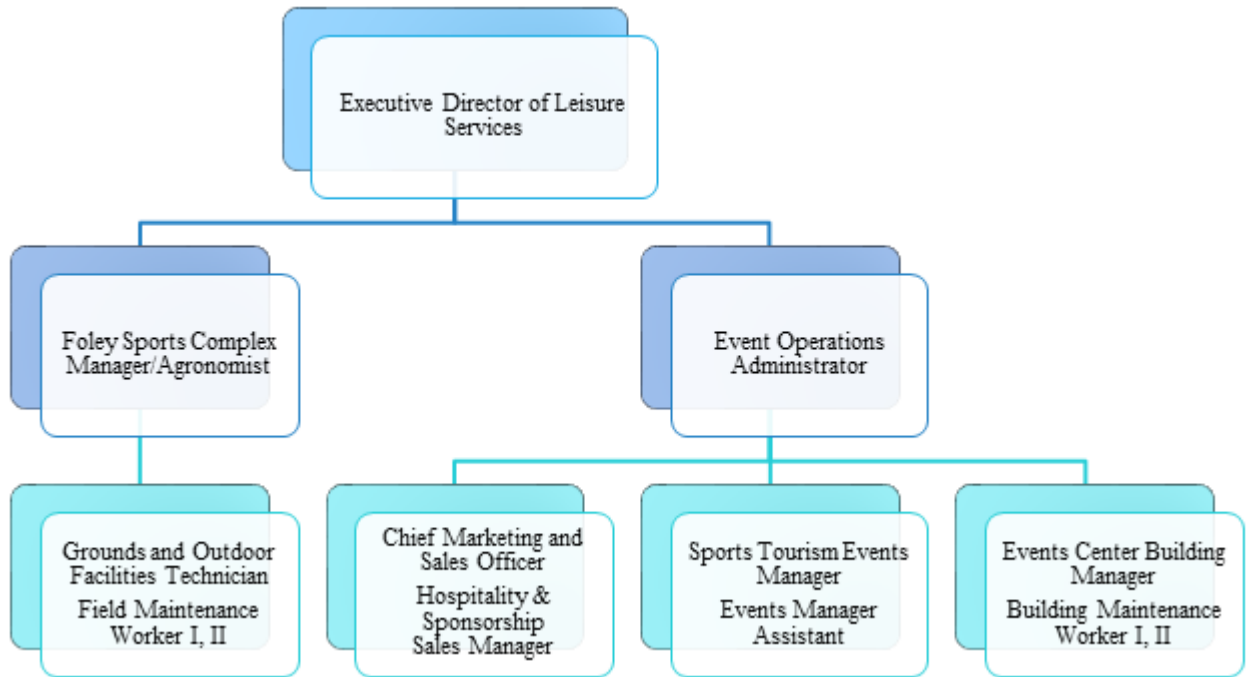 Executive Director of Leisure
Services
Foley Sports Complex
Manager/Agronomist
Event Operations
Administrator
Grounds and Outdoor
Facilities Technician
Field Maintenance
Worker I, II
Chief Marketing and
Sales Officer
Hospitality &
Sponsorship
Sales Manager
Sports Tourism Events
Manager
Events Manager
Assistant
Events Center Building
Manager
Building Maintenance
Worker I, II